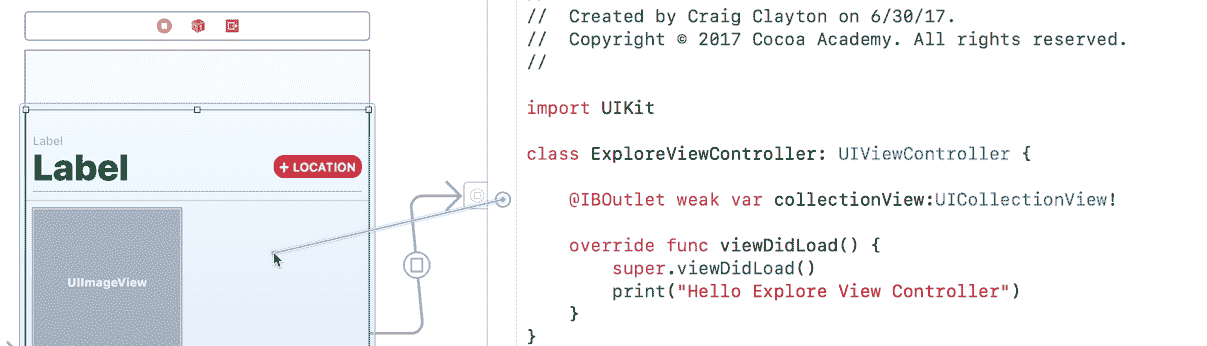 Label
Label
+ LOCATION
UIImageView
//
// Created by Craig Clayton on 6/30/17.
// Copyright © 2017 Cocoa Academy. All rights reserved.
//
import UIKit
class ExploreViewController: UIViewController {
@IBOutlet weak var collectionView:UICollectionView!
override func viewDidLoad() {
super.viewDidLoad()
print("Hello Explore View Controller")
}
}